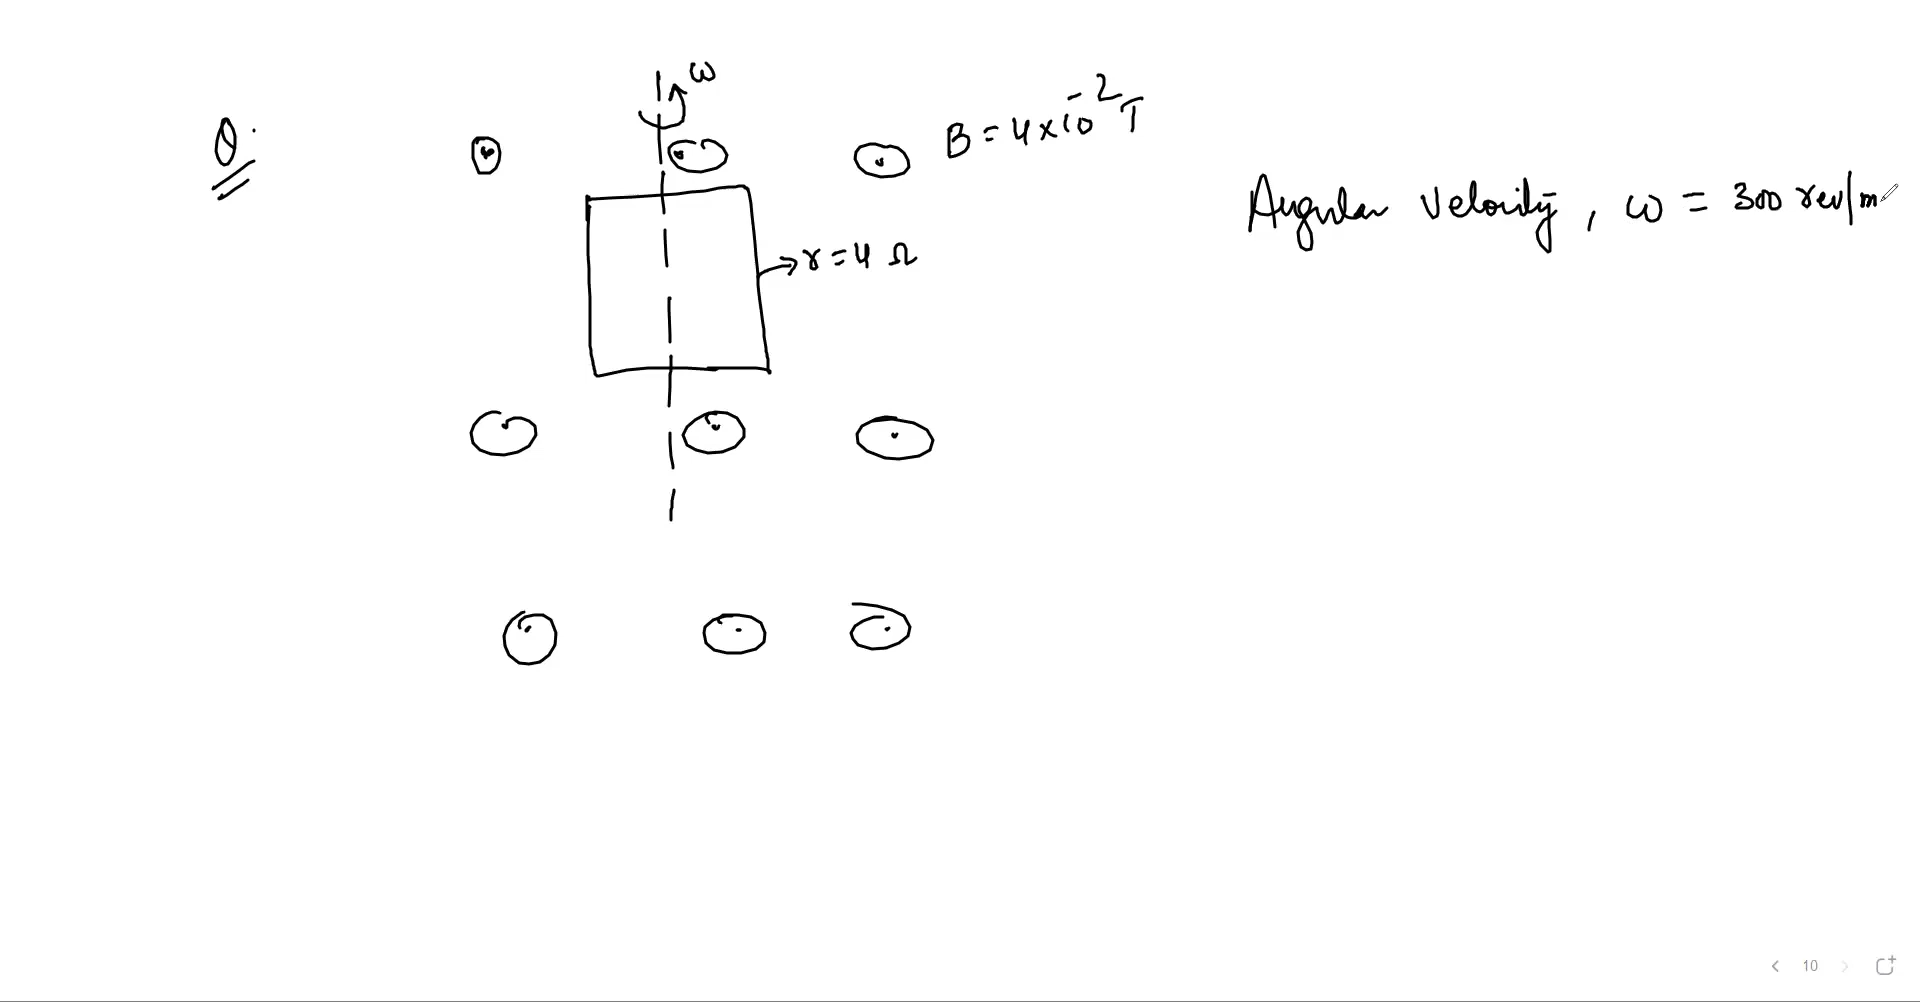 ω
Q.
B = 4×10⁻² T
Angular Velocity, ω = 300 rev/m
r = 4 Ω
10